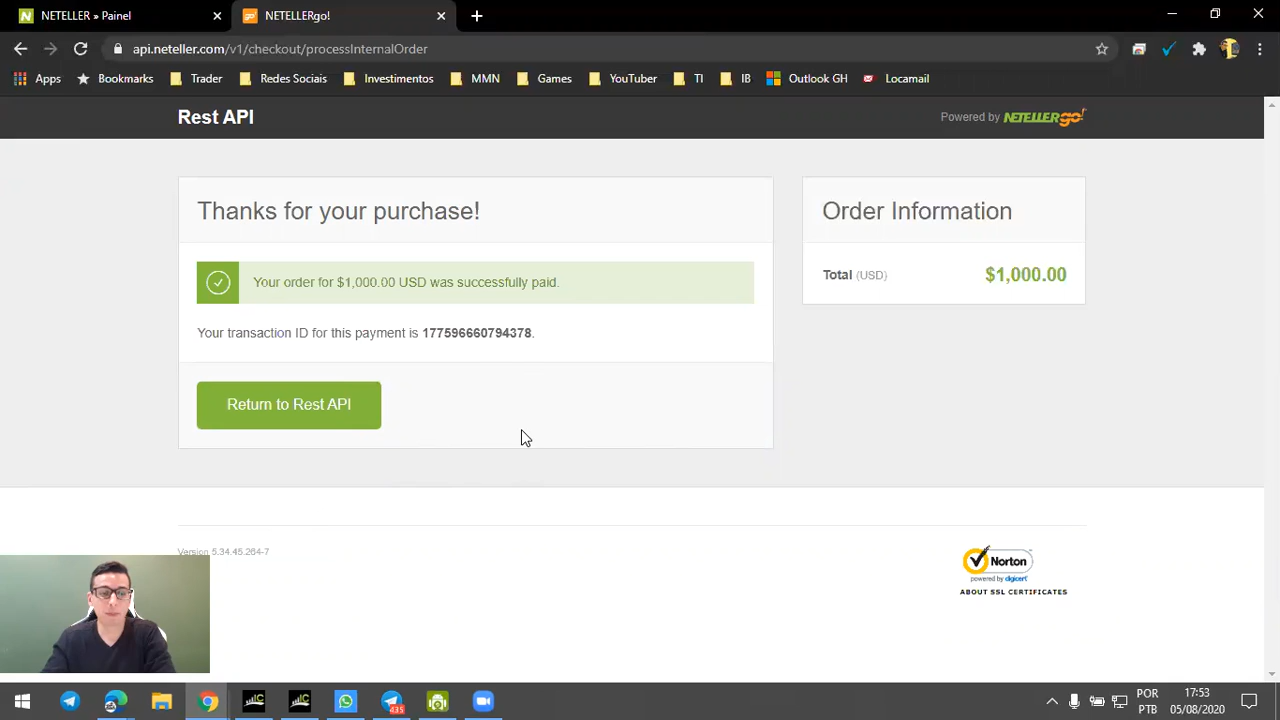 NETELLER » Painel
go!
NETELLERgo!
api.neteller.com/v1/checkout/processInternalOrder
Apps
Bookmarks
Trader
Redes Sociais
Investimentos
MMN
Games
YouTuber
TI
IB
Outlook GH
Locamail
Rest API
Powered by NETELLERgo!
Thanks for your purchase!
Order Information
Your order for $1,000.00 USD was successfully paid.
Total (USD)
$1,000.00
Your transaction ID for this payment is 177596660794378.
Return to Rest API
Version 5.34.45.264-7
Norton
powered by digicert
ABOUT SSL CERTIFICATES
IC
IC
435
POR
PTB
17:53
05/08/2020